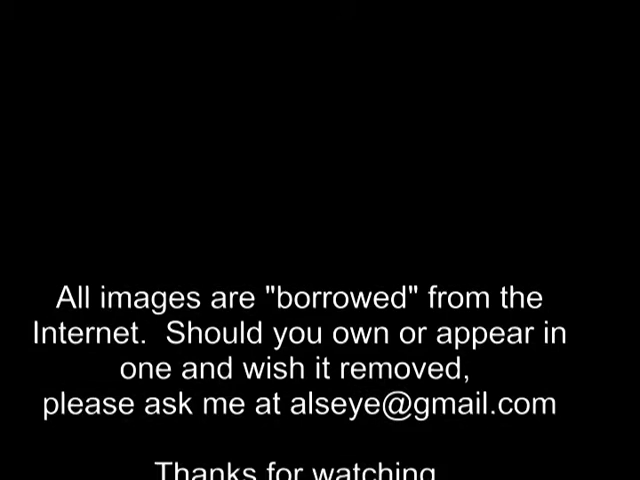 All images are "borrowed" from the
Internet.  Should you own or appear in
one and wish it removed,
please ask me at alseye@gmail.com
Thanks for watching